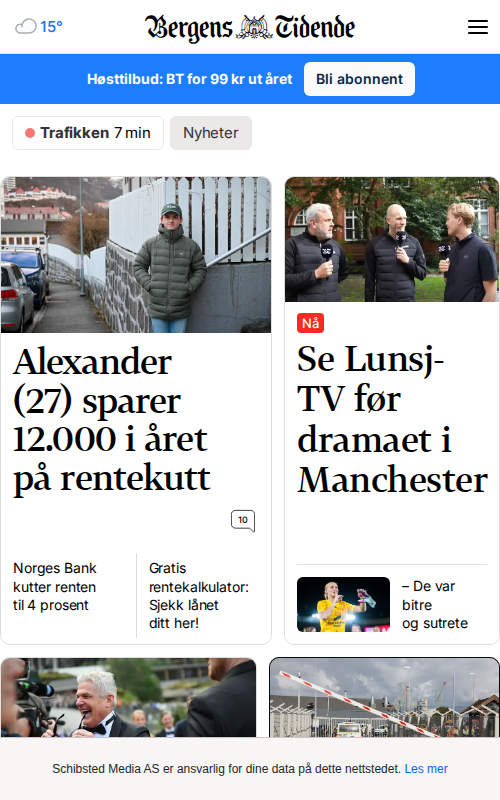 15°
Bergens Tidende
Høsttilbud: BT for 99 kr ut året
Bli abonnent
Trafikken 7 min
Nyheter
Alexander
(27) sparer
12.000 i året
på rentekutt
10
Norges Bank
kutter renten
til 4 prosent
Gratis
rentekalkulator:
Sjekk lånet
ditt her!
Nå
Se Lunsj-
TV før
dramaet i
Manchester
– De var
bitre
og sutrete
Schibsted Media AS er ansvarlig for dine data på dette nettstedet. Les mer